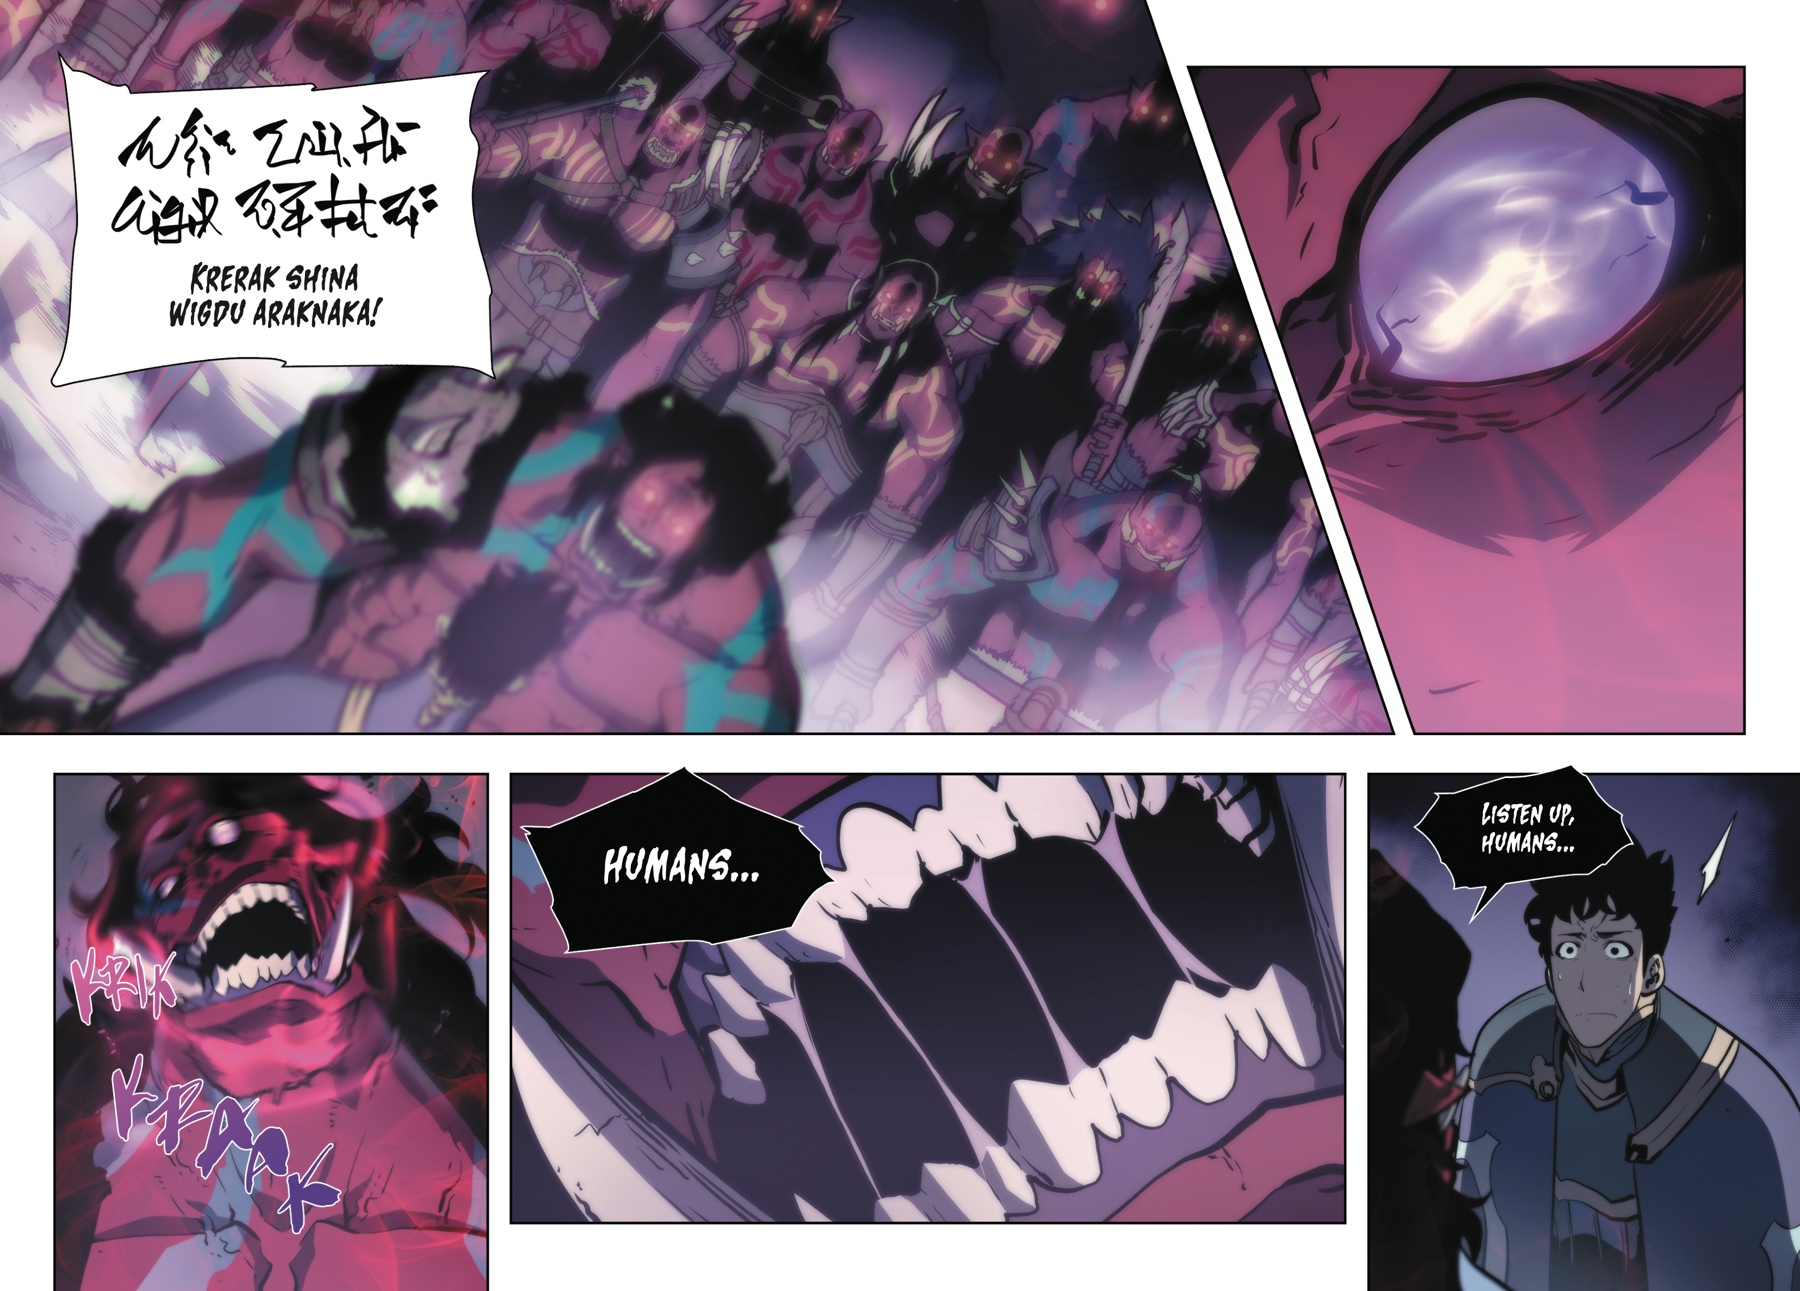 KRERAK SHINA
WIGDU ARAKNAKA!
KRIK
KRAAK
HUMANS...
LISTEN UP,
HUMANS...